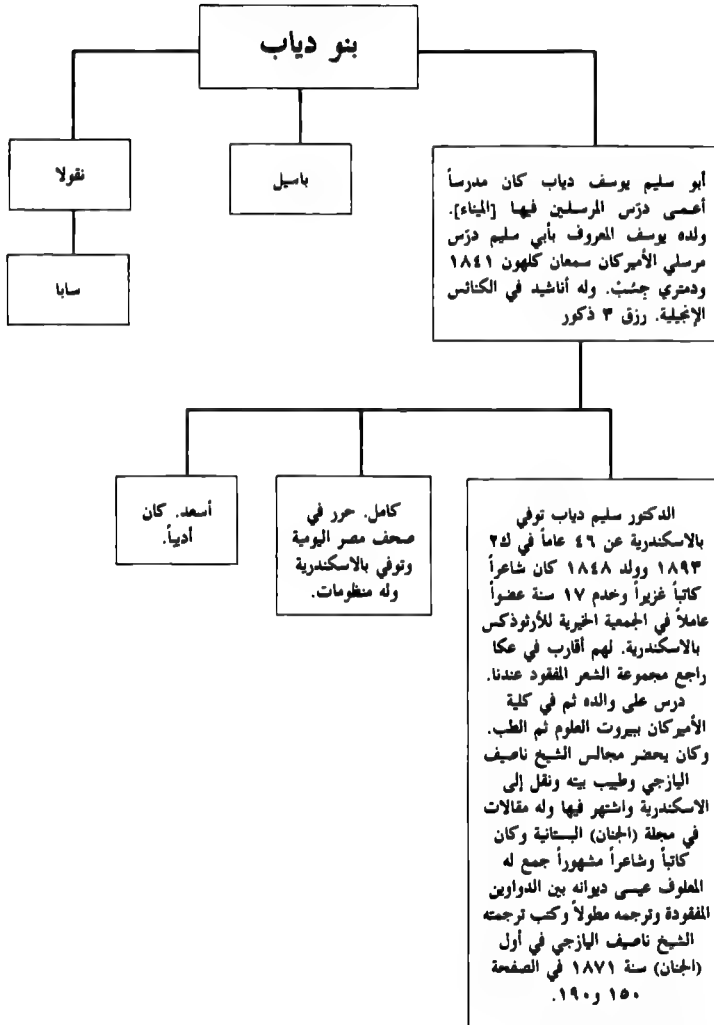 بنو دياب
أبو سليم يوسف دياب كان مدرساً
أعمى درّس المرسلين فيها [الميناء].
ولده يوسف المعروف بأبي سليم درّس
مرسلي الأميركان سمعان كلهون ١٨٤١
ودمتري جِسَبْ. وله أناشيد في الكنائس
الإنجيلية. رزق ٣ ذكور
باسيل
نقولا
سابا
الدكتور سليم دياب توفي
بالاسكندرية عن ٤٦ عاماً في ك٢
١٨٩٣ وولد ١٨٤٨ كان شاعراً
كاتباً غزيراً وخدم ١٧ سنة عضواً
عاملاً في الجمعية الخيرية للأرثوذكس
بالاسكندرية. لهم أقارب في عكا
راجع مجموعة الشعر المفقود عندنا.
درس على والده ثم في كلية
الأميركان ببيروت العلوم ثم الطب.
وكان يحضر مجالس الشيخ ناصيف
اليازجي وطبيب بيته ونقل إلى
الاسكندرية واشتهر فيها وله مقالات
في مجلة (الجنان) البستانية وكان
كاتباً وشاعراً مشهوراً جمع له
المعلوف عيسى ديوانه بين الدواوين
المفقودة وترجمه مطولاً وكتب ترجمته
الشيخ ناصيف اليازجي في أول
(الجنان) سنة ١٨٧١ في الصفحة
١٥٠ و١٩٠.
كامل. حرر في
صحف مصر اليومية
وتوفي بالاسكندرية
وله منظومات.
أسعد. كان
أديباً.